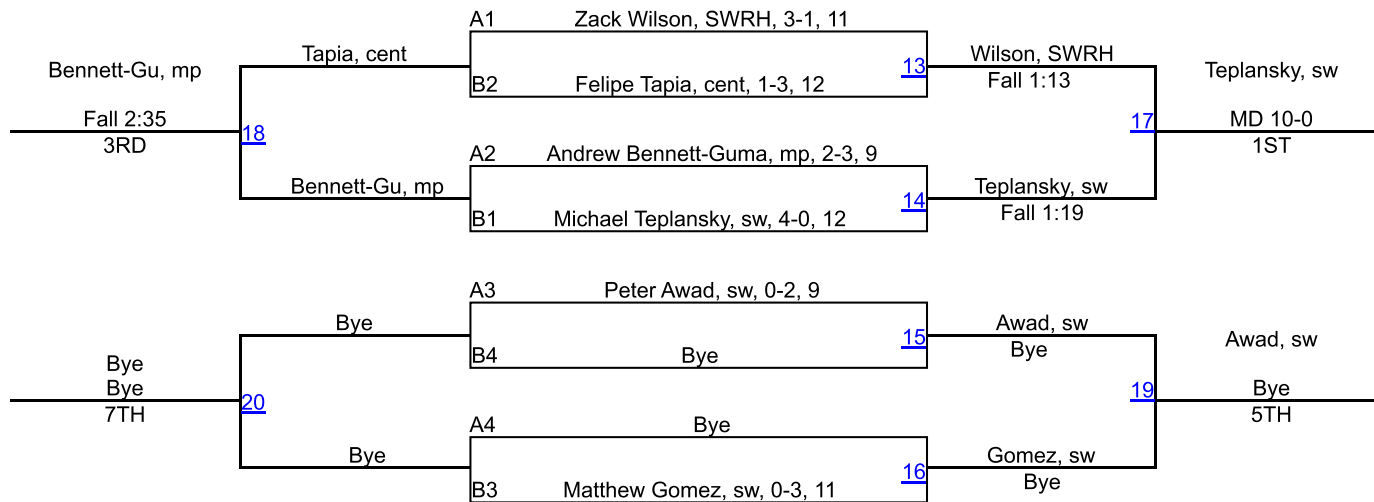 A1 Zack Wilson, SWRH, 3-1, 11
Bennett-Gu, mp Tapia, cent 13 Wilson, SWRH Teplansky, sw
B2 Felipe Tapia, cent, 1-3, 12 Fall 1:13
Fall 2:35 18 17 MD 10-0
3RD 1ST
A2 Andrew Bennett-Guma, mp, 2-3, 9
Bennett-Gu, mp 14 Teplansky, sw
B1 Michael Teplansky, sw, 4-0, 12 Fall 1:19
A3 Peter Awad, sw, 0-2, 9
Bye 15 Awad, sw Awad, sw
B4 Bye Bye
Bye
Bye 20 19 Bye
7TH 5TH
A4 Bye
Bye 16 Gomez, sw
B3 Matthew Gomez, sw, 0-3, 11 Bye